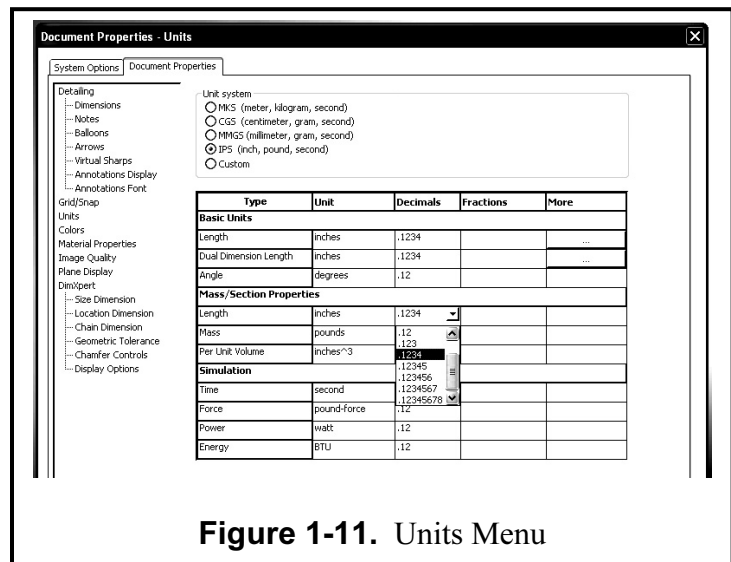 Document Properties - Units
System Options Document Properties
Detailing
Dimensions
Notes
Balloons
Arrows
Virtual Sharps
Annotations Display
Annotations Font
Grid/Snap
Units
Colors
Material Properties
Image Quality
Plane Display
DimXpert
Size Dimension
Location Dimension
Chain Dimension
Geometric Tolerance
Chamfer Controls
Display Options
Unit system
MKS (meter, kilogram, second)
CGS (centimeter, gram, second)
MMGS (millimeter, gram, second)
IPS (inch, pound, second)
Custom
Type Unit Decimals Fractions More
Basic Units
Length inches .1234 ...
Dual Dimension Length inches .1234 ...
Angle degrees .12
Mass/Section Properties
Length inches .1234
Mass pounds .12
.123
Per Unit Volume inches^3 .1234
.12345
Simulation .123456
Time second .1234567
.12345678
Force pound-force .12
Power watt .12
Energy BTU .12
Figure 1-11. Units Menu